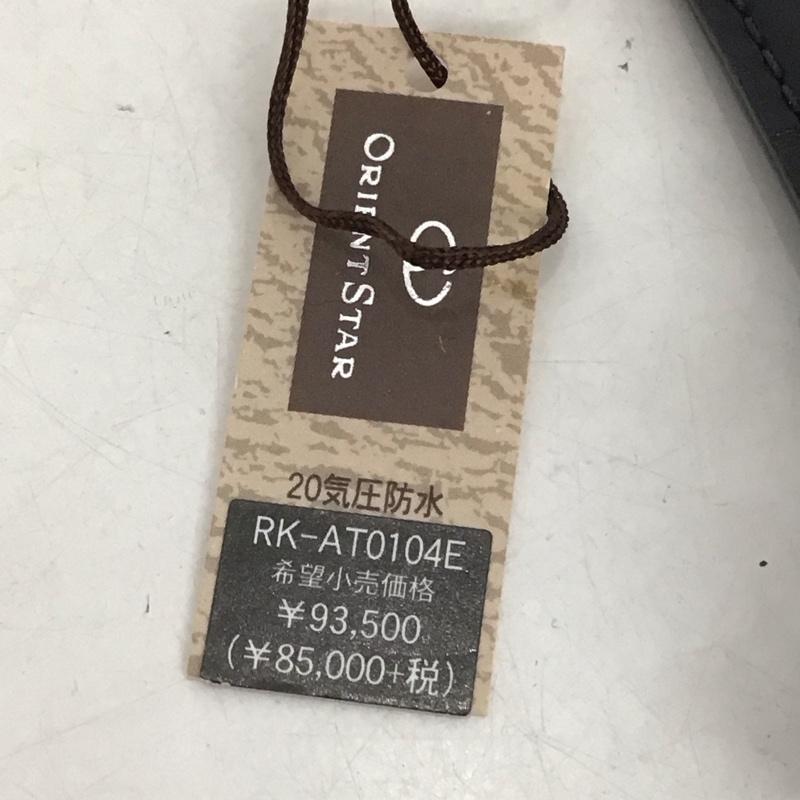 ORIENT STAR
20気圧防水
RK-AT0104E
希望小売価格
¥93,500
(¥85,000+税)